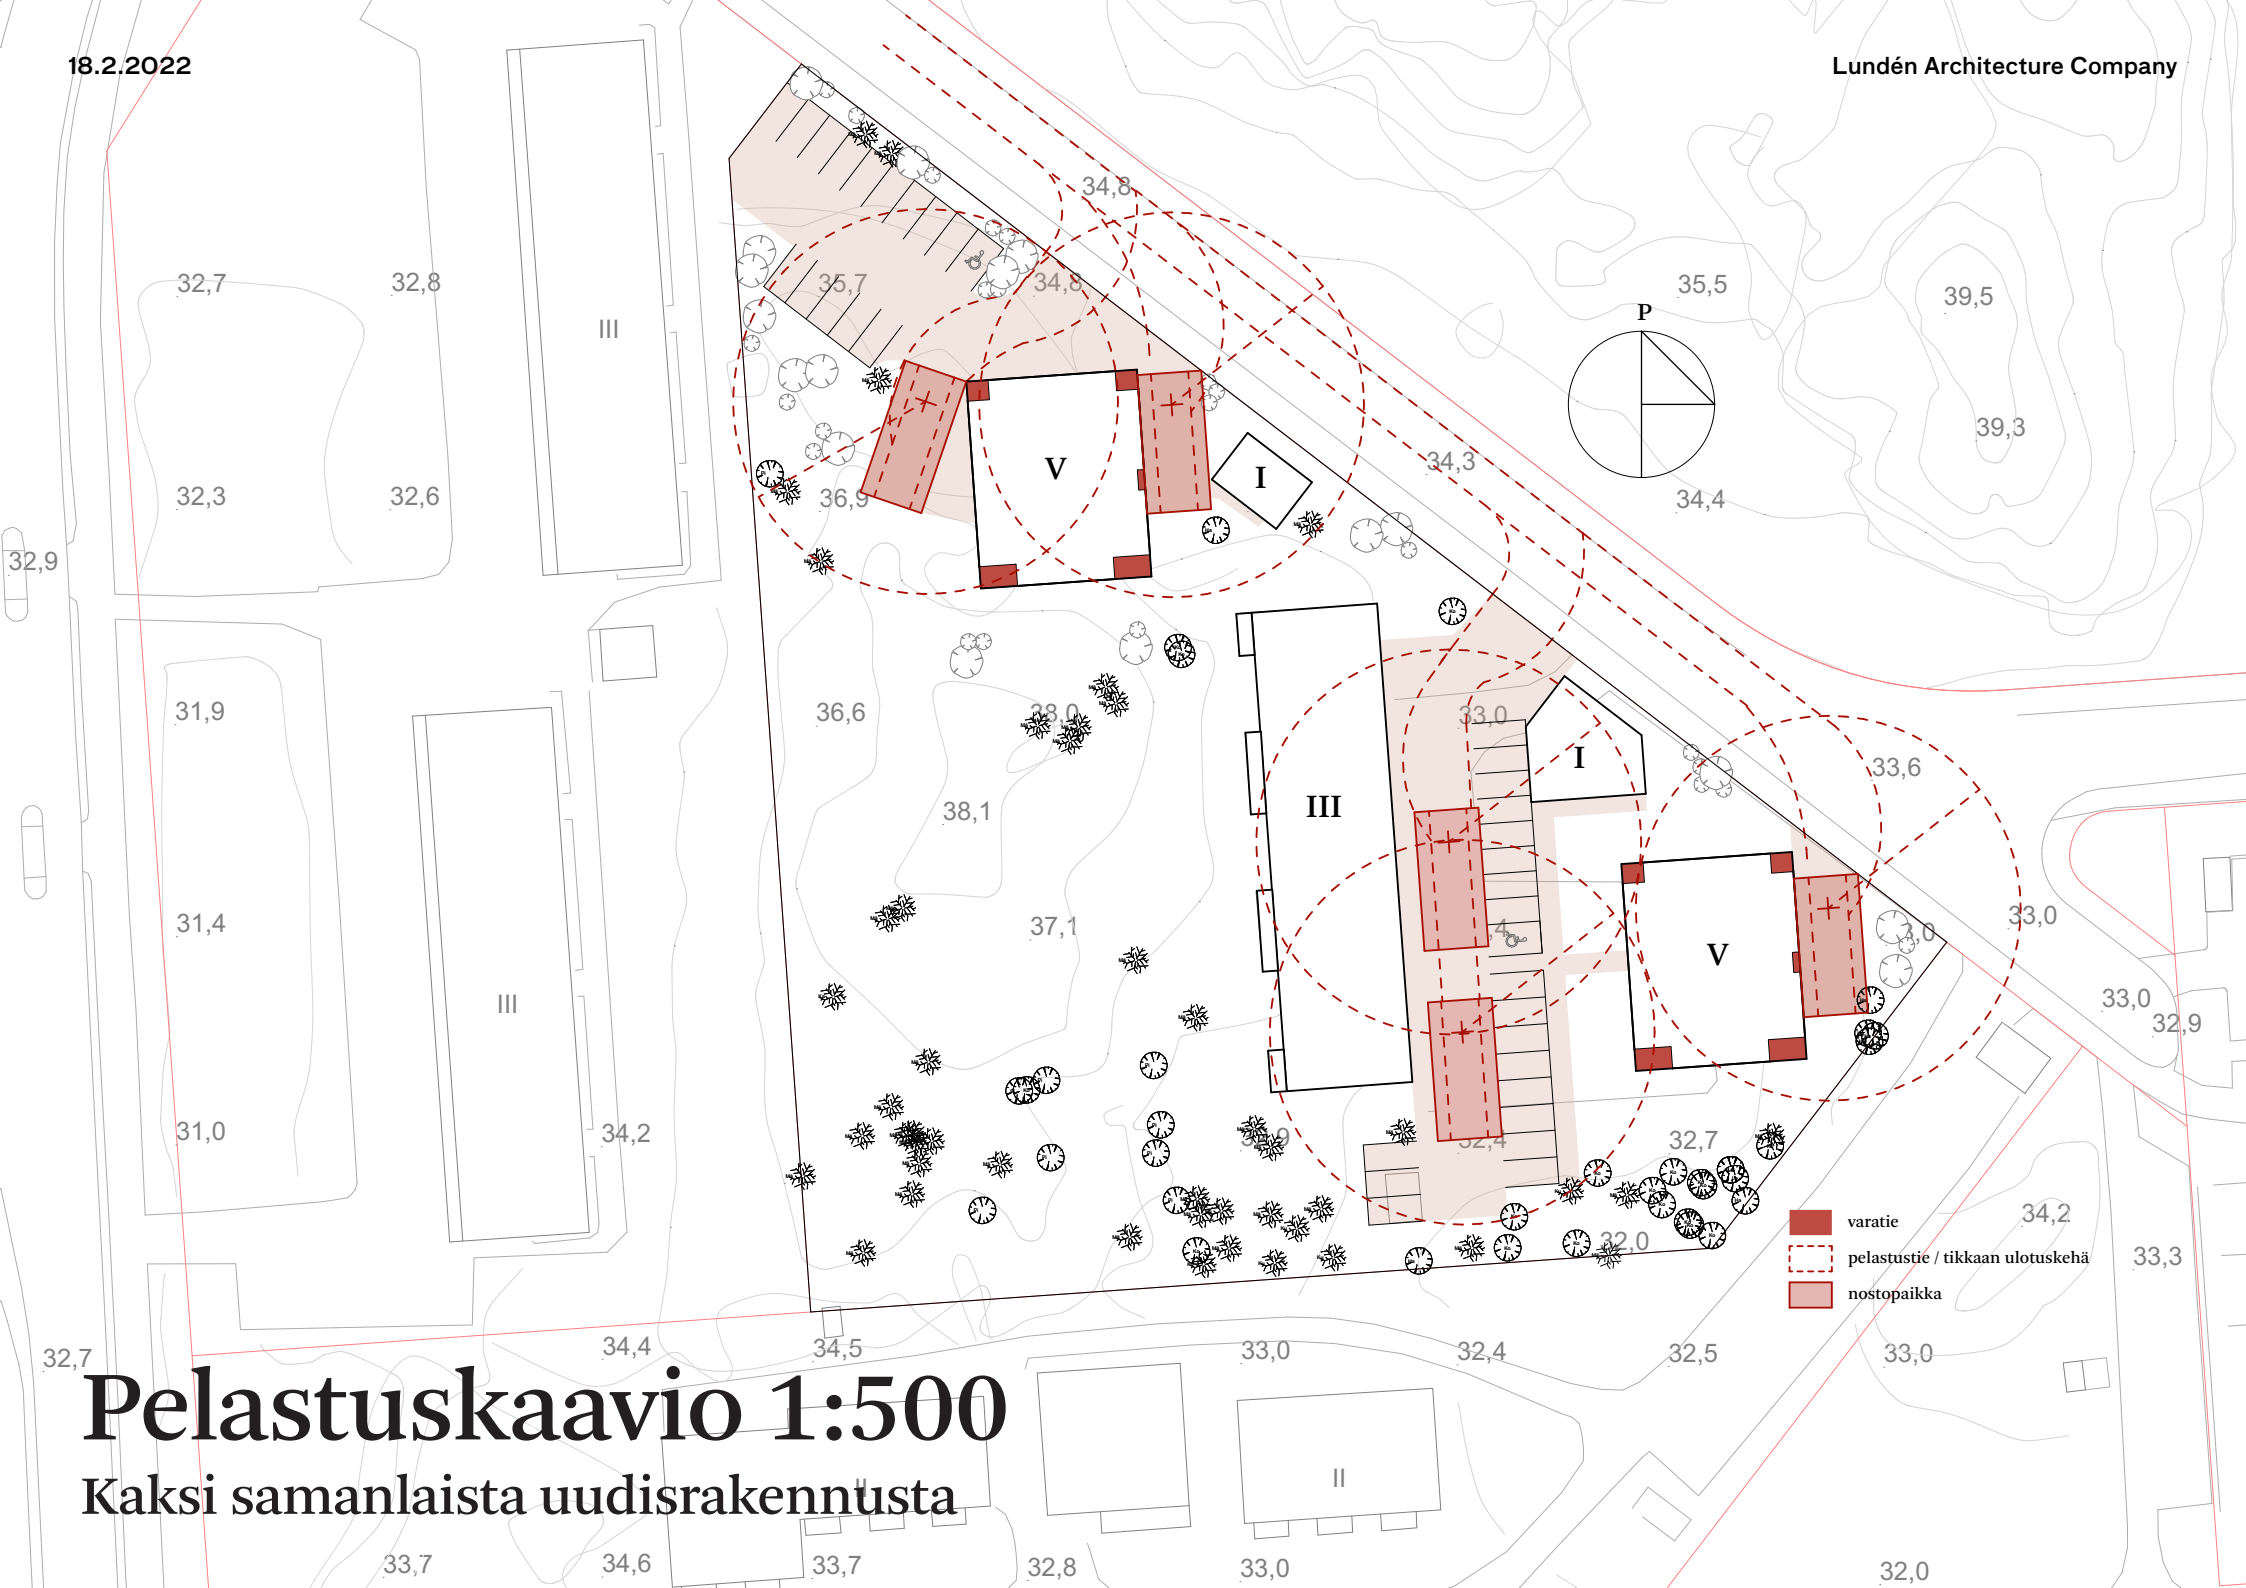 18.2.2022
Lundén Architecture Company
34,8
32,7
32,8
35,7
34,8
35,5
39,5
P
III
39,3
V
I
34,3
32,3
32,6
36,9
34,4
32,9
31,9
36,6
38,0
33,0
I
33,6
III
38,1
31,4
37,1
33,0
V
III
33,0
32,9
31,0
34,2
32,4
32,7
34,2
varatie
32,0
pelastustie / tikkaan ulotuskehä
33,3
nostopaikka
32,7
34,4
34,5
33,0
32,4
32,5
33,0
Pelastuskaavio 1:500
II
II
Kaksi samanlaista uudisrakennusta
33,7
34,6
33,7
32,8
33,0
32,0